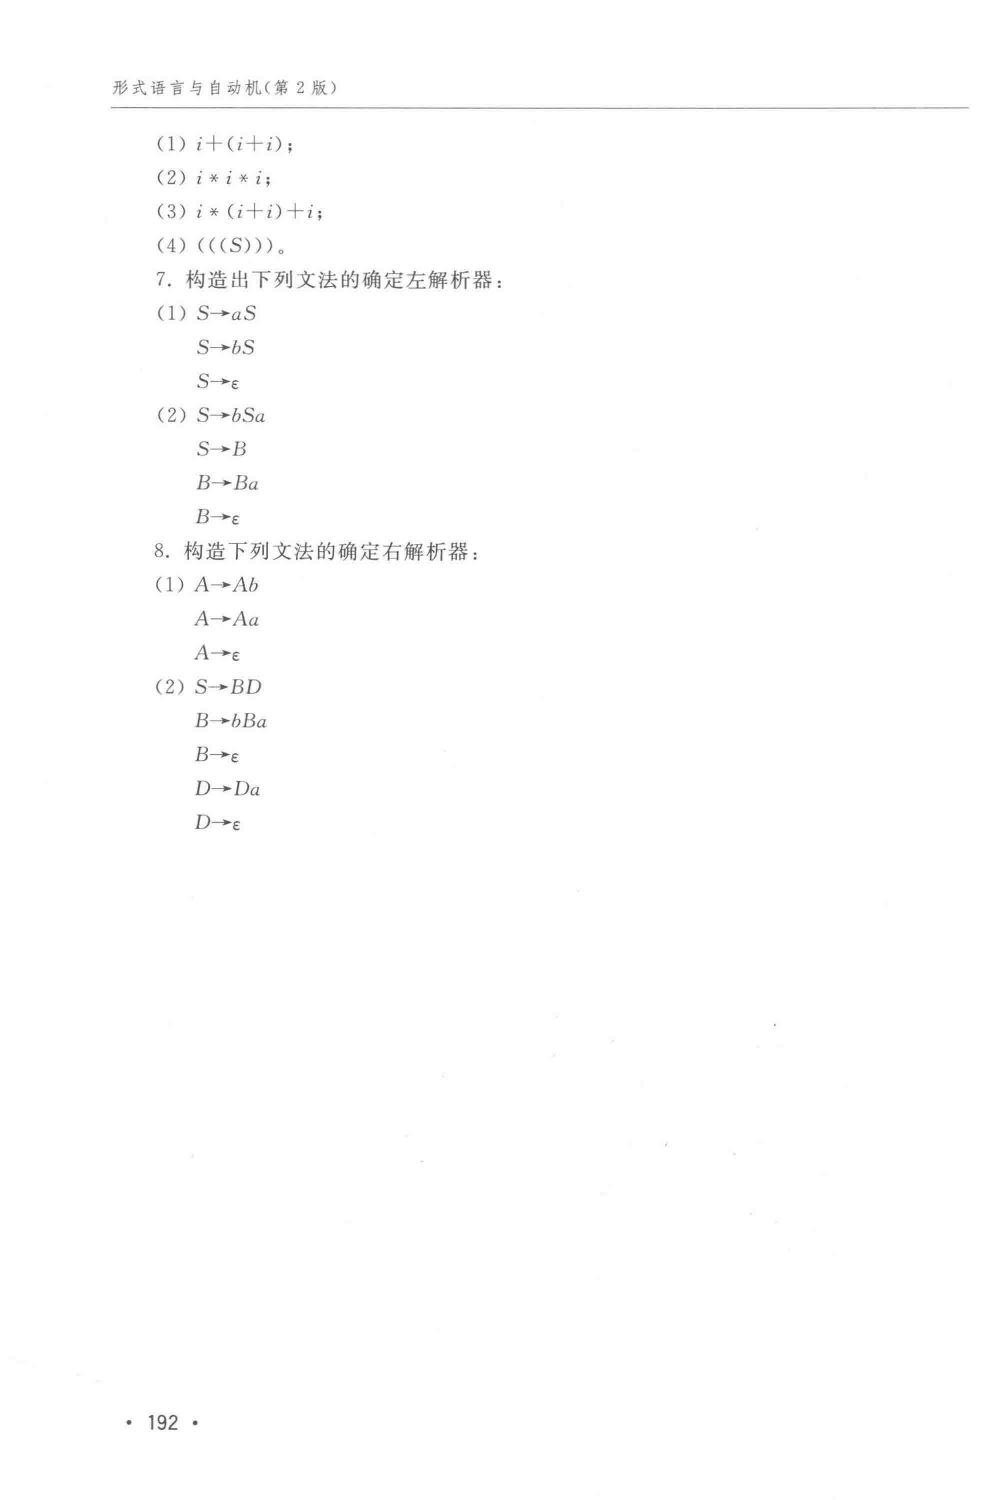 形式语言与自动机(第2版)
(1) i+(i+i);
(2) i*i*i;
(3) i*(i+i)+i;
(4) (((S)))。
7. 构造出下列文法的确定左解析器:
(1) S→aS
S→bS
S→ε
(2) S→bSa
S→B
B→Ba
B→ε
8. 构造下列文法的确定右解析器:
(1) A→Ab
A→Aa
A→ε
(2) S→BD
B→bBa
B→ε
D→Da
D→ε
· 192 ·